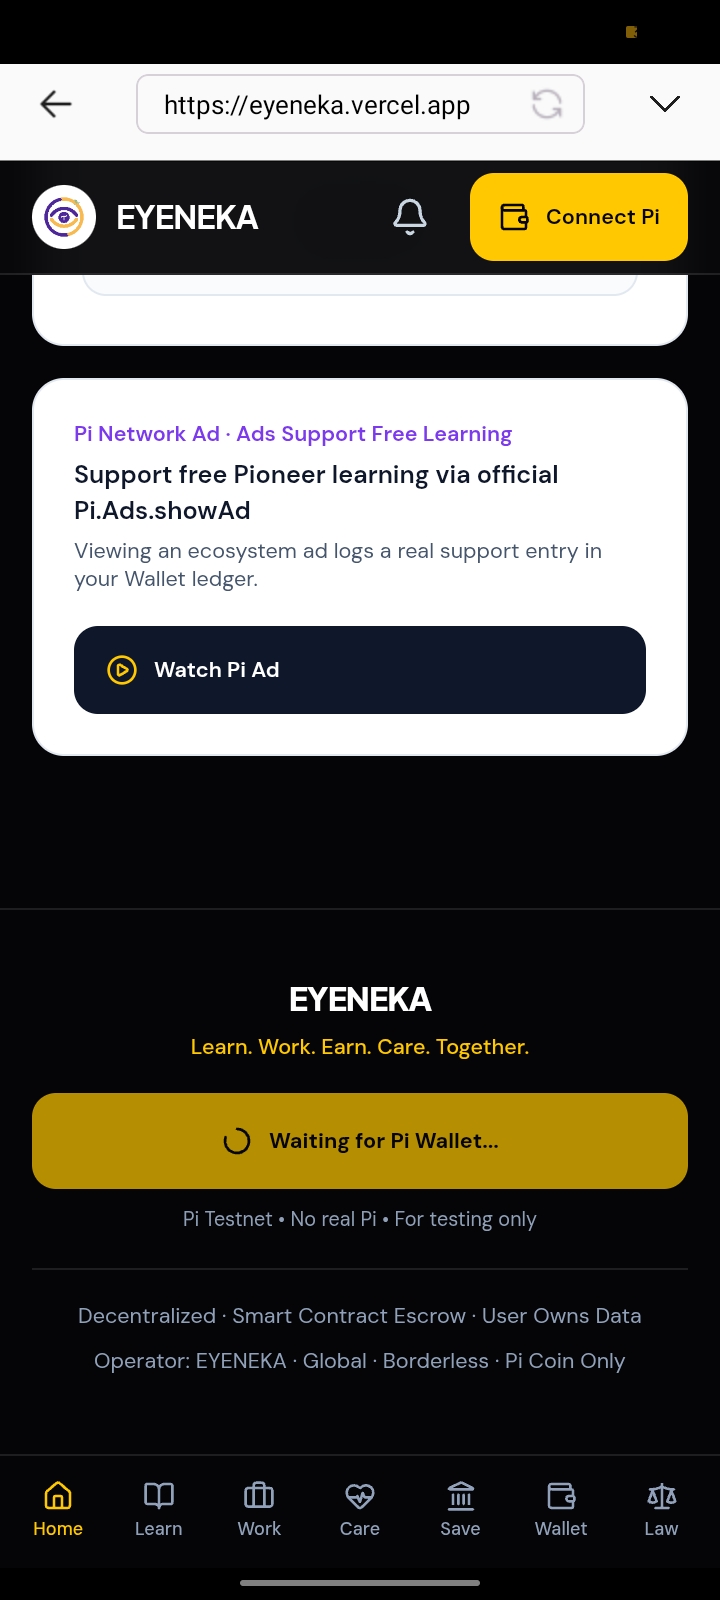 https://eyeneka.vercel.app
EYENEKA
Connect Pi
Pi Network Ad · Ads Support Free Learning
Support free Pioneer learning via official
Pi.Ads.showAd
Viewing an ecosystem ad logs a real support entry in
your Wallet ledger.
Watch Pi Ad
EYENEKA
Learn. Work. Earn. Care. Together.
Waiting for Pi Wallet...
Pi Testnet • No real Pi • For testing only
Decentralized · Smart Contract Escrow · User Owns Data
Operator: EYENEKA · Global · Borderless · Pi Coin Only
Home Learn Work Care Save Wallet Law